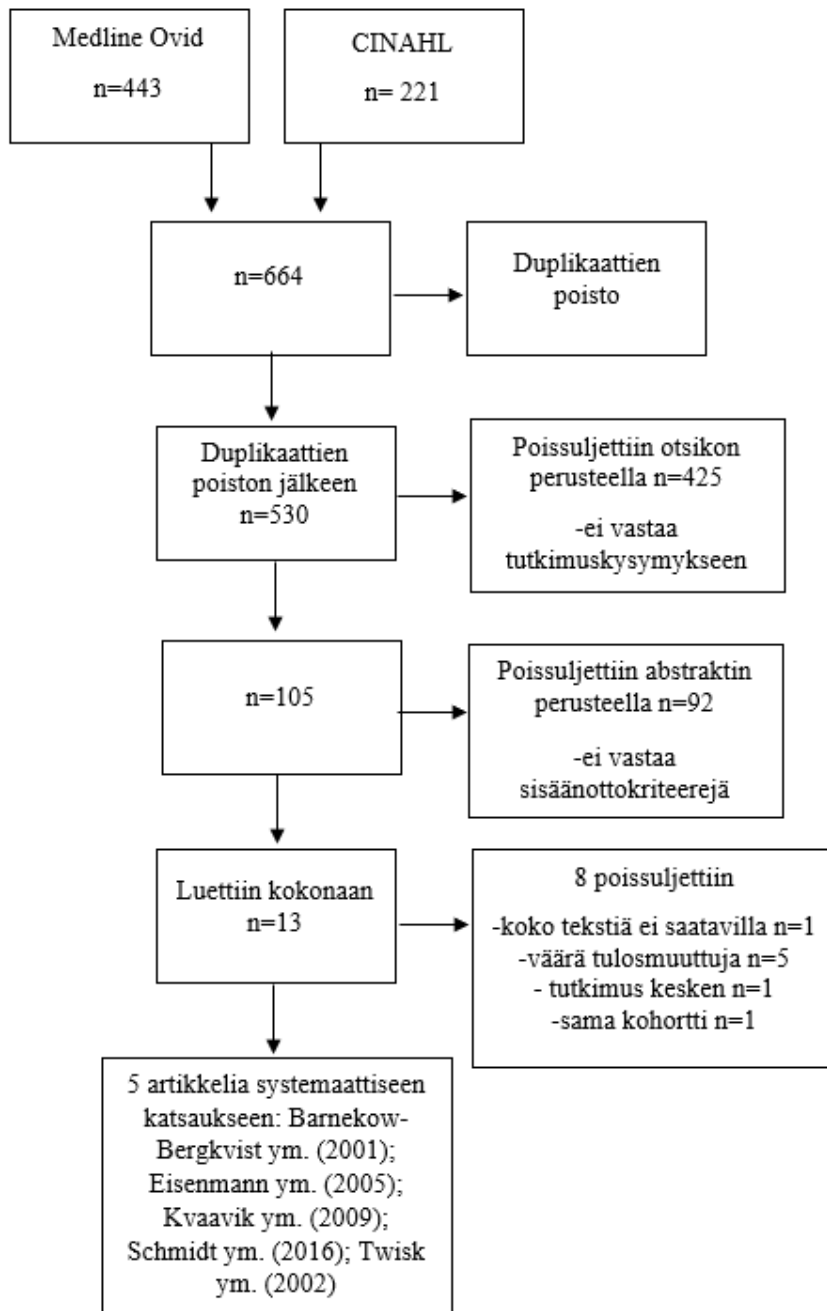 Medline Ovid
n=443
CINAHL
n= 221
n=664
Duplikaattien
poisto
Duplikaattien
poiston jälkeen
n=530
Poissuljettiin otsikon
perusteella n=425
-ei vastaa
tutkimuskysymykseen
n=105
Poissuljettiin abstraktin
perusteella n=92
-ei vastaa
sisäänottokriteerejä
Luettiin kokonaan
n=13
8 poissuljettiin
-koko tekstiä ei saatavilla n=1
-väärä tulosmuuttuja n=5
- tutkimus kesken n=1
-sama kohortti n=1
5 artikkelia systemaattiseen
katsaukseen: Barnekow-
Bergkvist ym. (2001);
Eisenmann ym. (2005);
Kvaavik ym. (2009);
Schmidt ym. (2016); Twisk
ym. (2002)